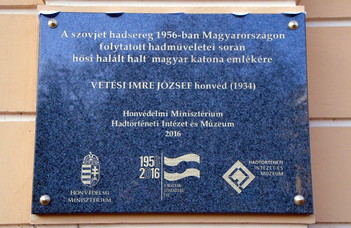 A szovjet hadsereg 1956-ban Magyarországon
folytatott hadműveletei során
hősi halált halt magyar katona emlékére
VETÉSI IMRE JÓZSEF honvéd (1934)
Honvédelmi Minisztérium
Hadtörténeti Intézet és Múzeum
2016
HONVÉDELMI
MINISZTÉRIUM
195
2 16
HADTÖRTÉNETI
INTÉZET ÉS
MÚZEUM